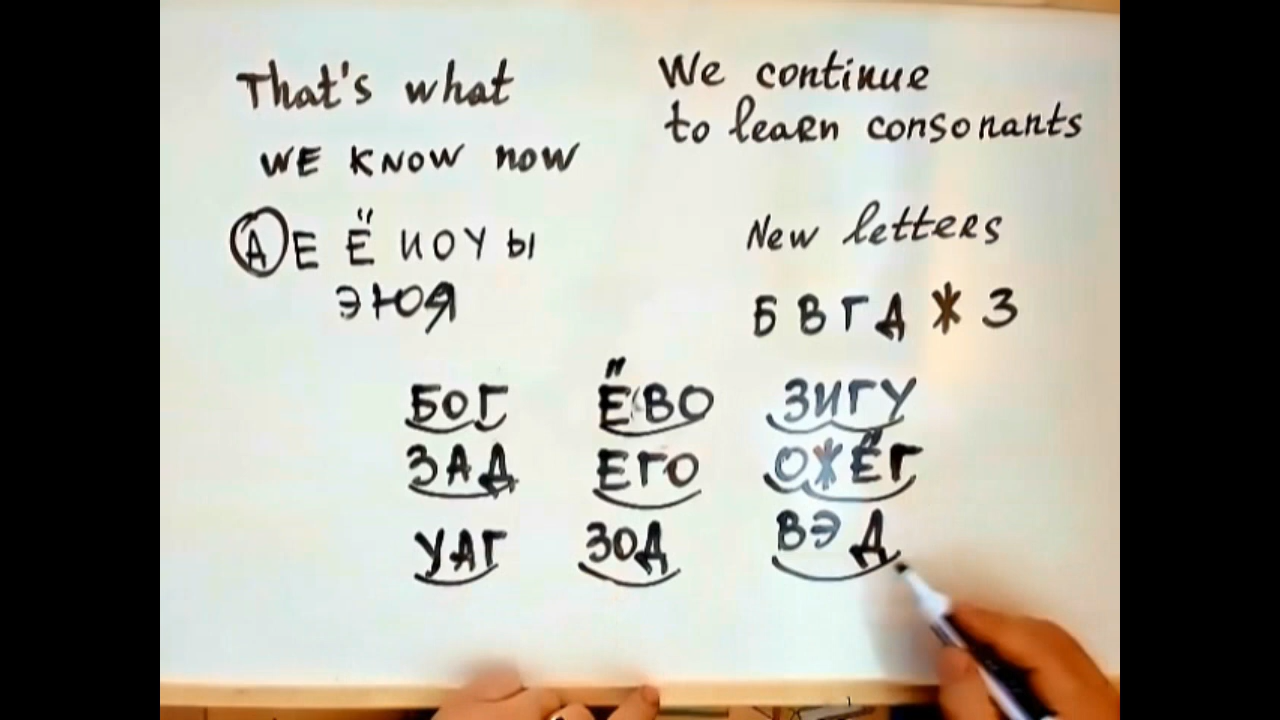 That's what
WE KNOW now
А Е Ё И О У Ы
Э Ю Я
We continue
to learn consonants
New letters
Б В Г Д Ж З
БОГ ЁВО ЗИГУ
ЗАД ЕГО ОЖЁГ
УАГ ЗОД ВЭД